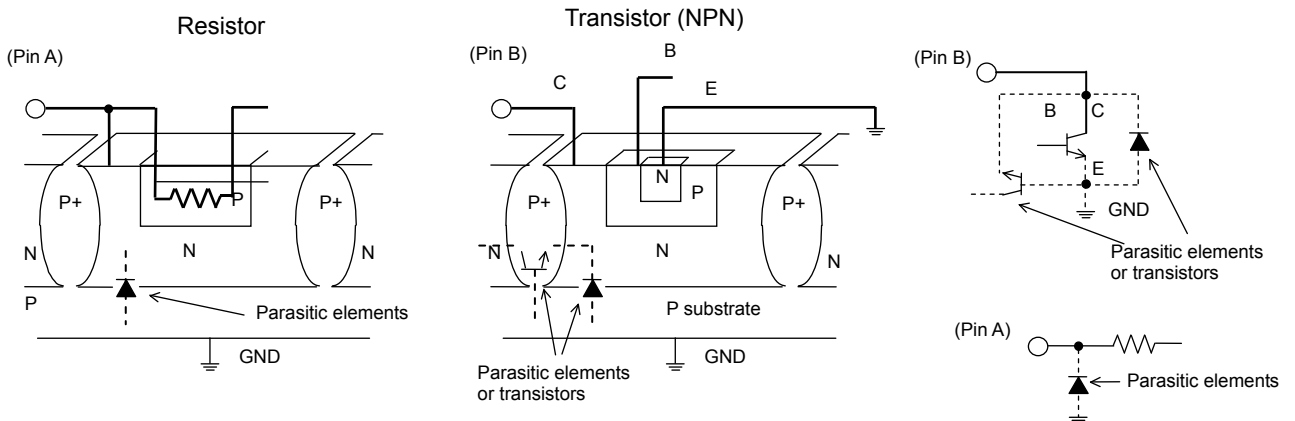 Resistor
(Pin A)
P
P+
P+
N
N
N
P
Parasitic elements
GND
Transistor (NPN)
(Pin B)
B
C
E
N
P
P+
P+
N
N
N
P substrate
GND
Parasitic elements
or transistors
(Pin B)
B C
E
GND
Parasitic elements
or transistors
(Pin A)
Parasitic elements